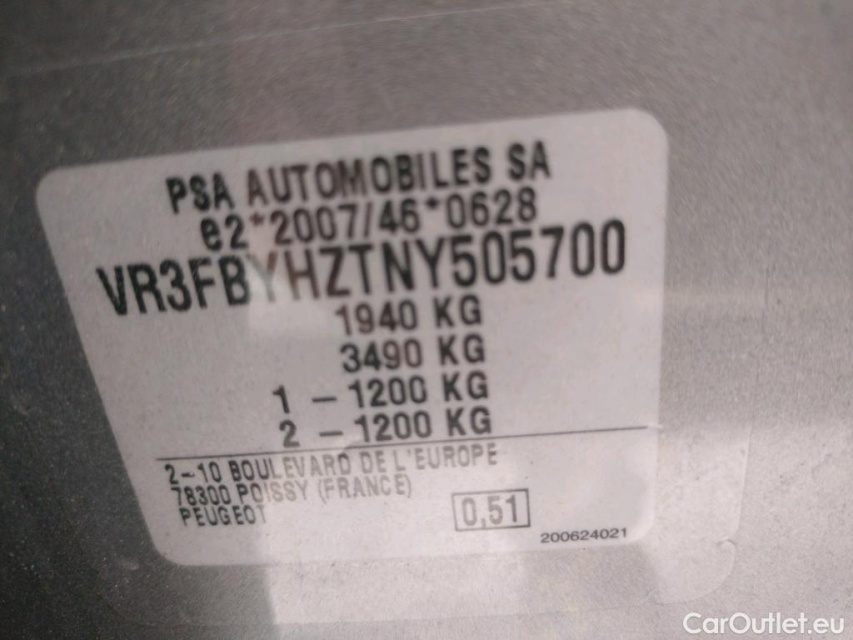 PSA AUTOMOBILES SA
e2*2007/46*0628
VR3FBYHZTNY505700
1940 KG
3490 KG
1 - 1200 KG
2 - 1200 KG
2-10 BOULEVARD DE L'EUROPE
78300 POISSY (FRANCE)
PEUGEOT
0,51
200624021
CarOutlet.eu